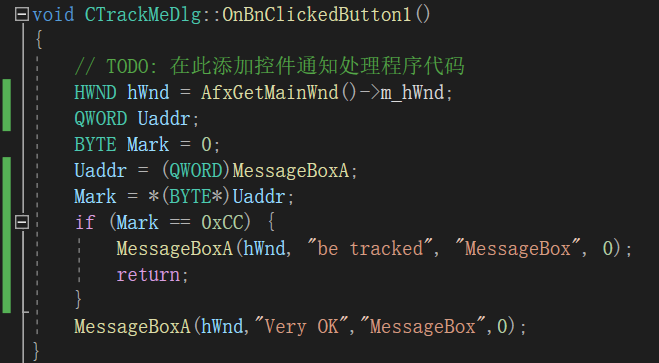 void CTrackMeDlg::OnBnClickedButton1()
{
// TODO: 在此添加控件通知处理程序代码
HWND hWnd = AfxGetMainWnd()->m_hWnd;
QWORD Uaddr;
BYTE Mark = 0;
Uaddr = (QWORD)MessageBoxA;
Mark = *(BYTE*)Uaddr;
if (Mark == 0xCC) {
MessageBoxA(hWnd, "be tracked", "MessageBox", 0);
return;
}
MessageBoxA(hWnd,"Very OK","MessageBox",0);
}